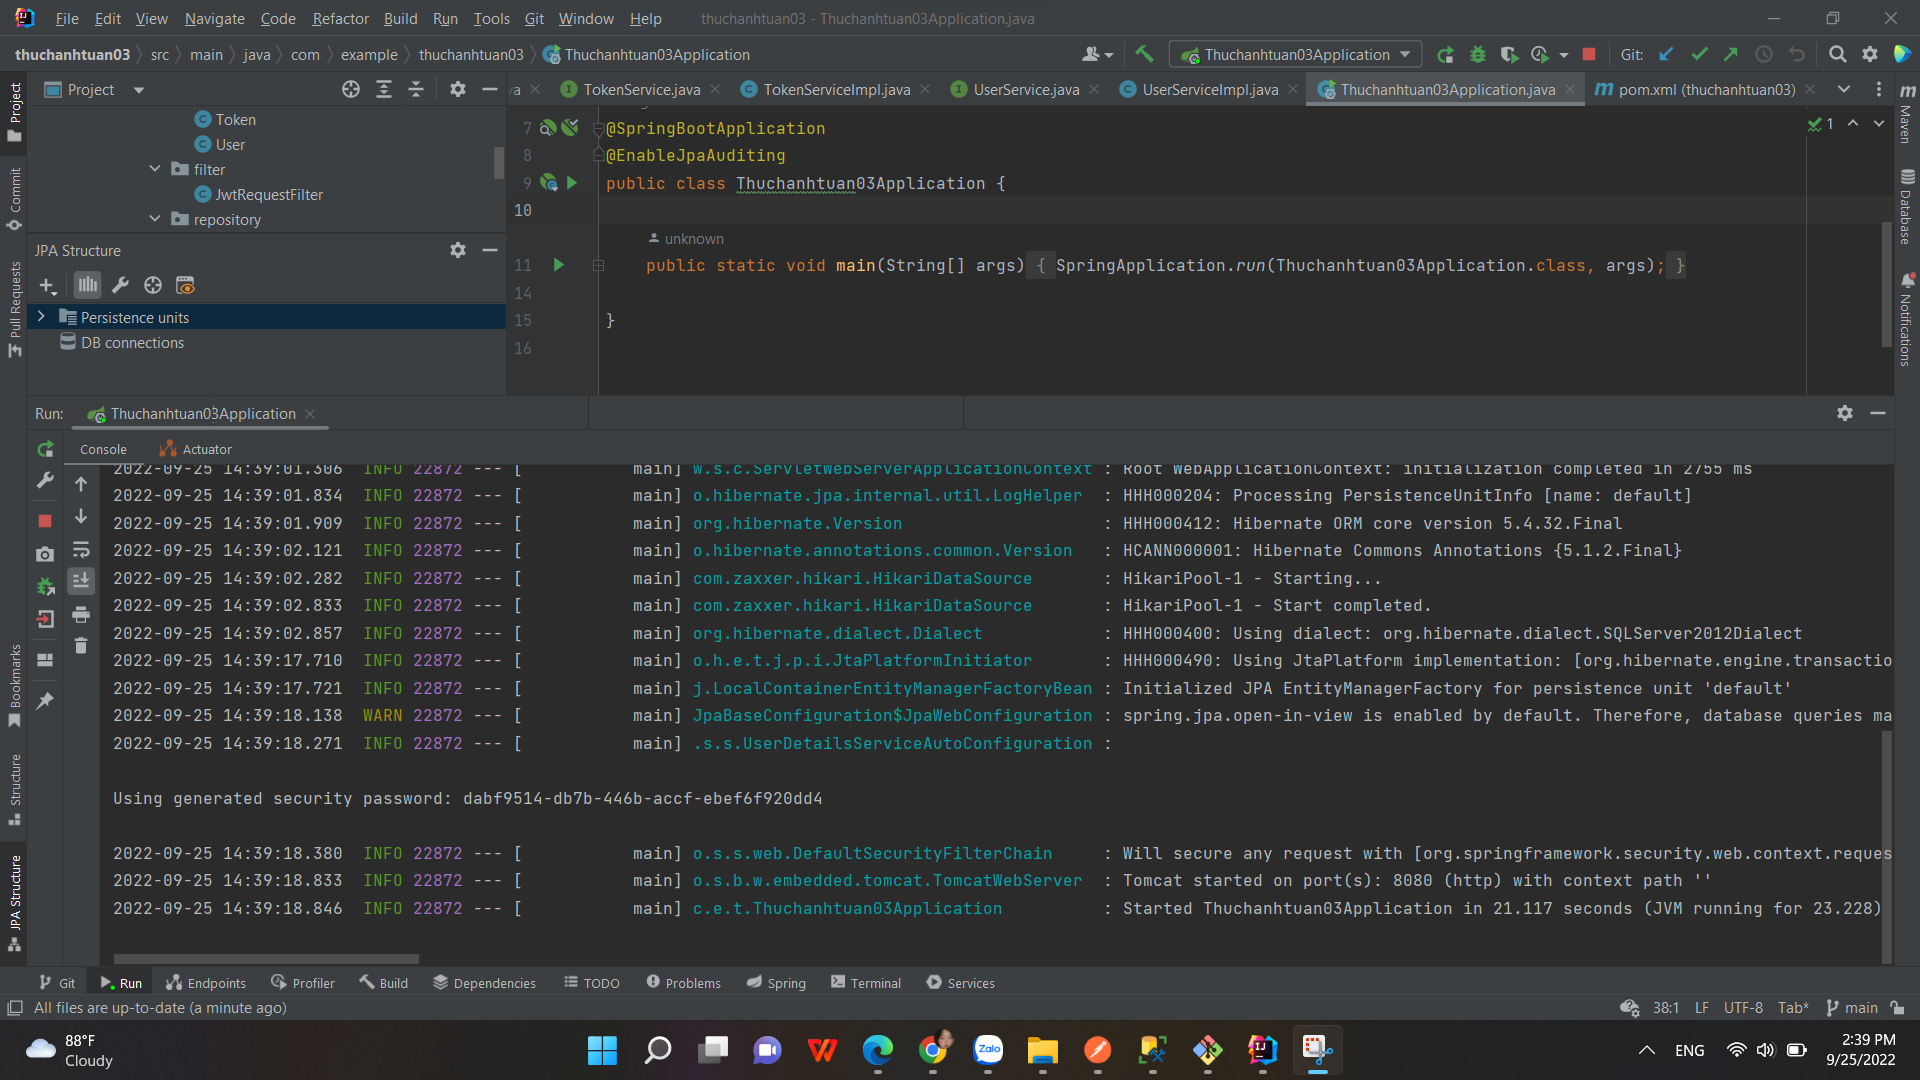 File Edit View Navigate Code Refactor Build Run Tools Git Window Help thuchanhtuan03 - Thuchanhtuan03Application.java
thuchanhtuan03 src main java com example thuchanhtuan03 Thuchanhtuan03Application Thuchanhtuan03Application Git:
Project TokenService.java TokenServiceImpl.java UserService.java UserServiceImpl.java Thuchanhtuan03Application.java pom.xml (thuchanhtuan03)
Token
User
filter
JwtRequestFilter
repository
JPA Structure
Persistence units
DB connections
7 @SpringBootApplication 1
8 @EnableJpaAuditing
9 public class Thuchanhtuan03Application {
10
unknown
11 public static void main(String[] args) { SpringApplication.run(Thuchanhtuan03Application.class, args); }
14
15 }
16
Project
Commit
Pull Requests
Bookmarks
Structure
JPA Structure
Maven
Database
Notifications
Run: Thuchanhtuan03Application
Console Actuator
2022-09-25 14:39:01.306 INFO 22872 --- [ main] w.s.c.ServletWebServerApplicationContext : Root WebApplicationContext: initialization completed in 2755 ms
2022-09-25 14:39:01.834 INFO 22872 --- [ main] o.hibernate.jpa.internal.util.LogHelper : HHH000204: Processing PersistenceUnitInfo [name: default]
2022-09-25 14:39:01.909 INFO 22872 --- [ main] org.hibernate.Version : HHH000412: Hibernate ORM core version 5.4.32.Final
2022-09-25 14:39:02.121 INFO 22872 --- [ main] o.hibernate.annotations.common.Version : HCANN000001: Hibernate Commons Annotations {5.1.2.Final}
2022-09-25 14:39:02.282 INFO 22872 --- [ main] com.zaxxer.hikari.HikariDataSource : HikariPool-1 - Starting...
2022-09-25 14:39:02.833 INFO 22872 --- [ main] com.zaxxer.hikari.HikariDataSource : HikariPool-1 - Start completed.
2022-09-25 14:39:02.857 INFO 22872 --- [ main] org.hibernate.dialect.Dialect : HHH000400: Using dialect: org.hibernate.dialect.SQLServer2012Dialect
2022-09-25 14:39:17.710 INFO 22872 --- [ main] o.h.e.t.j.p.i.JtaPlatformInitiator : HHH000490: Using JtaPlatform implementation: [org.hibernate.engine.transactio
2022-09-25 14:39:17.721 INFO 22872 --- [ main] j.LocalContainerEntityManagerFactoryBean : Initialized JPA EntityManagerFactory for persistence unit 'default'
2022-09-25 14:39:18.138 WARN 22872 --- [ main] JpaBaseConfiguration$JpaWebConfiguration : spring.jpa.open-in-view is enabled by default. Therefore, database queries ma
2022-09-25 14:39:18.271 INFO 22872 --- [ main] .s.s.UserDetailsServiceAutoConfiguration :
Using generated security password: dabf9514-db7b-446b-accf-ebef6f920dd4
2022-09-25 14:39:18.380 INFO 22872 --- [ main] o.s.s.web.DefaultSecurityFilterChain : Will secure any request with [org.springframework.security.web.context.reques
2022-09-25 14:39:18.833 INFO 22872 --- [ main] o.s.b.w.embedded.tomcat.TomcatWebServer : Tomcat started on port(s): 8080 (http) with context path ''
2022-09-25 14:39:18.846 INFO 22872 --- [ main] c.e.t.Thuchanhtuan03Application : Started Thuchanhtuan03Application in 21.117 seconds (JVM running for 23.228)
Git Run Endpoints Profiler Build Dependencies TODO Problems Spring Terminal Services
All files are up-to-date (a minute ago) 38:1 LF UTF-8 Tab* main
88°F
Cloudy
Zalo
ENG
2:39 PM
9/25/2022